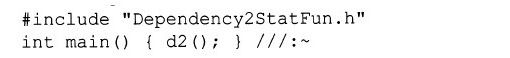 #include "Dependency2StatFun.h"
int main() { d2(); } ///:~